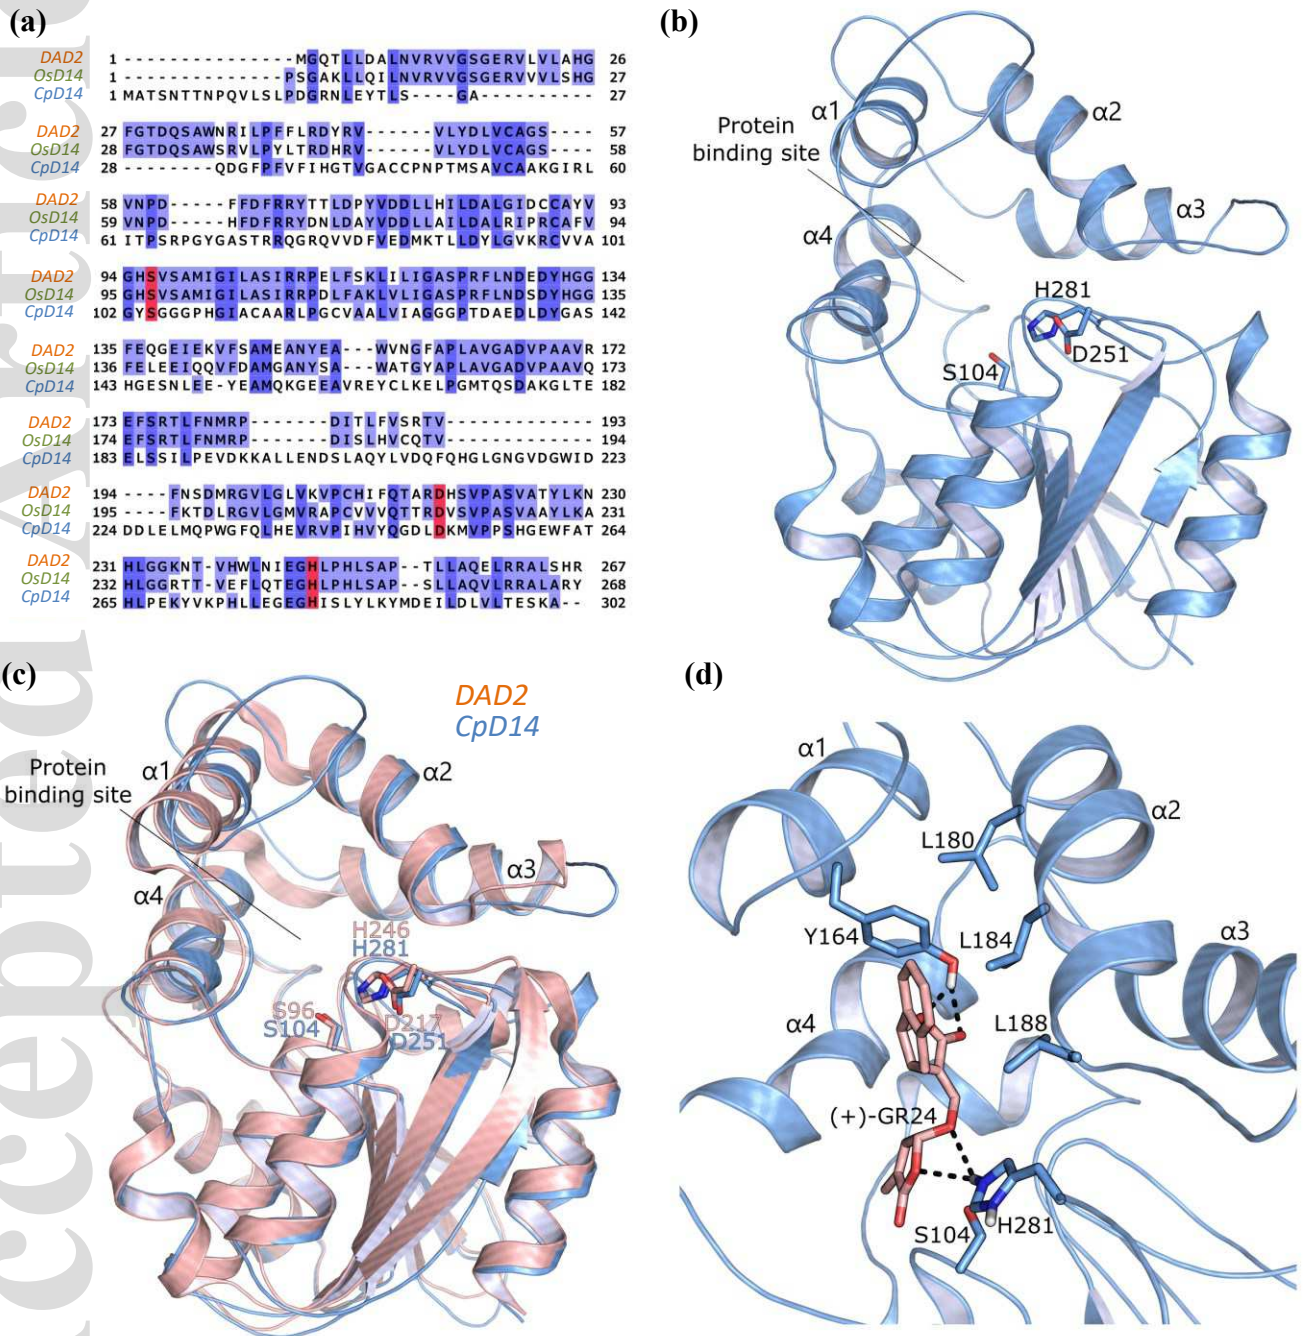 (a)
DAD2 1 --------------MGQTLLDALNVRVVGSGERVLVLAHG 26
OsD14 1 -------------PSGAKLLQILNVRVVGSGERVVVLSHG 27
CpD14 1 MATSNTTNPQVLSLPDGRNLEYTLS----GA---------- 27
DAD2 27 FGTDQSAWNRILPFFLRDYRV------VLYDLVCAGS---- 57
OsD14 28 FGTDQSAWSRVLPYLTRDHRV------VLYDLVCAGS---- 58
CpD14 28 --------QDGFPFVFIHGTVGACCPNPTMSAVCAAKGIRL 60
DAD2 58 VNPD-----FFDFRRYTTLDPYVDDLLHILDALGIDCCAYV 93
OsD14 59 VNPD-----HFDFRRYDNLDAYVDDLLAILDALRIPRCAFV 94
CpD14 61 ITPSRPGYGASTRRQGRQVVDFVEDMKTLLDYLGVKRCVVA 101
DAD2 94 GHSVSAMIGILASIRRPELFSKLILIGASPRFLNDEDYHGG 134
OsD14 95 GHSVSAMIGILASIRRPDLFAKLVLIGASPRFLNDSDYHGG 135
CpD14 102 GYSGGGPHGIACAARLPGCVAALVIAGGGPTDAEDLDYGAS 142
DAD2 135 FEQGEIEKVFSAMEANYEA---WVNGFAPLAVGADVPAAVR 172
OsD14 136 FELEEIQQVFDAMGANYSA---WATGYAPLAVGADVPAAVQ 173
CpD14 143 HGESNLEE-YEAMQKGEEAVREYCLKELPGMTQSDAKGLTE 182
DAD2 173 EFSRTLFNMRP-------DITLFVSRTV------------- 193
OsD14 174 EFSRTLFNMRP-------DISLHVCQTV------------- 194
CpD14 183 ELSSILPEVDKKALLENDSLAQYLVDQFQHGLGNGVDGWID 223
DAD2 194 ----FNSDMRGVLGLVKVPCHIFQTARDHSVPASVATYLKN 230
OsD14 195 ----FKTDLRGVLGMVRAPCVVVQTTRDVSVPASVAAYLKA 231
CpD14 224 DDLELMQPWGFQLHEVRVPIHVYQGDLDKMVPPSHGEWFAT 264
DAD2 231 HLGGKNT-VHWLNIEGHLPHLSAP--TLLAQELRRALSHR 267
OsD14 232 HLGGRTT-VEFLQTEGHLPHLSAP--SLLAQVLRRALARY 268
CpD14 265 HLPEKYVKPHLLEGEGHISLYLKYMDEILDLVLTESKA-- 302
(b)
α1
α2
Protein
binding site
α3
α4
H281
D251
S104
(c)
DAD2
CpD14
Protein
binding site
α1
α2
α3
α4
H246
H281
S96
S104
D217
D251
(d)
α1
α2
L180
Y164
L184
α3
α4
L188
(+)-GR24
S104
H281
Accepted Article